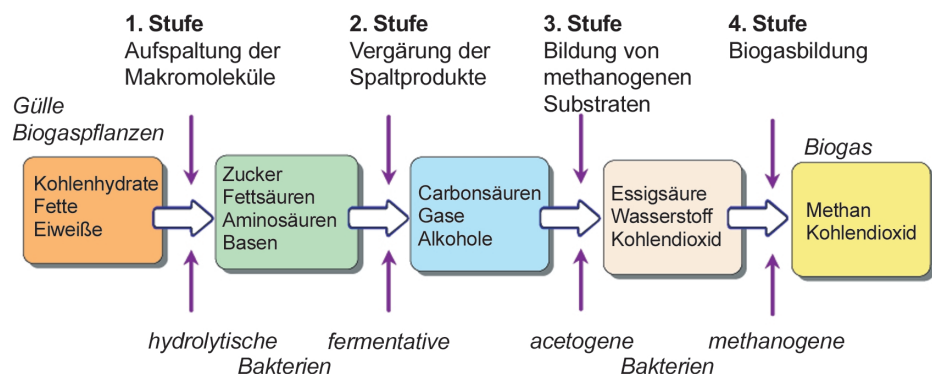 1. Stufe
Aufspaltung der
Makromoleküle
2. Stufe
Vergärung der
Spaltprodukte
3. Stufe
Bildung von
methanogenen
Substraten
4. Stufe
Biogasbildung
Gülle
Biogaspflanzen
Kohlenhydrate
Fette
Eiweiße
Zucker
Fettsäuren
Aminosäuren
Basen
Carbonsäuren
Gase
Alkohole
Essigsäure
Wasserstoff
Kohlendioxid
Biogas
Methan
Kohlendioxid
hydrolytische fermentative
Bakterien
acetogene methanogene
Bakterien